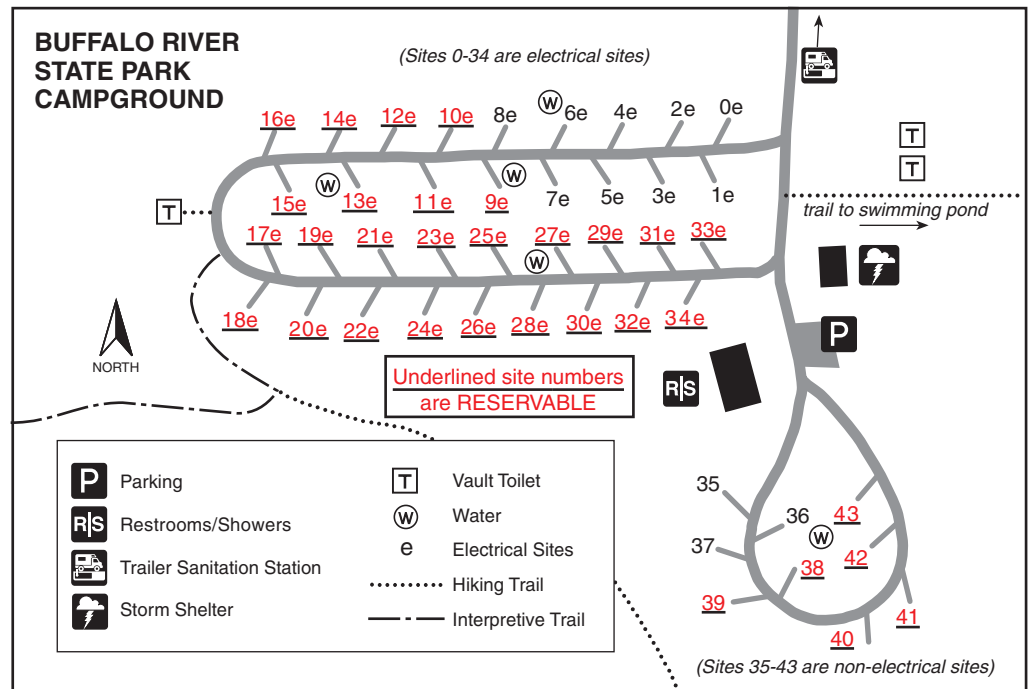 BUFFALO RIVER
STATE PARK
CAMPGROUND
(Sites 0-34 are electrical sites)
16e 14e 12e 10e 8e W 6e 4e 2e 0e
T
T
W W
15e 13e 11e 9e 7e 5e 3e 1e
T
trail to swimming pond
17e 19e 21e 23e 25e 27e 29e 31e 33e
W
18e 20e 22e 24e 26e 28e 30e 32e 34e
P
NORTH
Underlined site numbers
are RESERVABLE
R|S
P Parking
R|S Restrooms/Showers
Trailer Sanitation Station
Storm Shelter
T Vault Toilet
W Water
e Electrical Sites
Hiking Trail
Interpretive Trail
35
36 43
W
37
38 42
39
41
40
(Sites 35-43 are non-electrical sites)